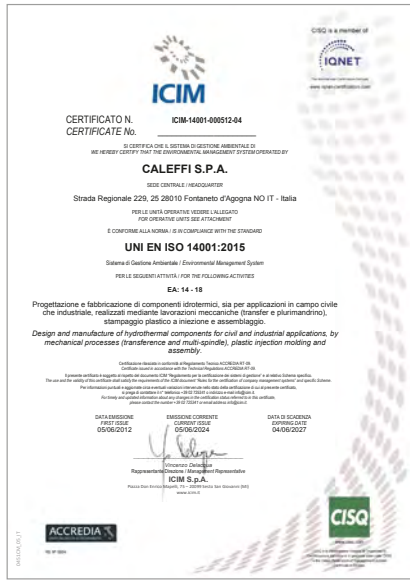 CISQ is a member of
IQNET
www.iqnet-certification.com
ICIM
CERTIFICATO N.
CERTIFICATE No.
ICIM-14001-000512-04
SI CERTIFICA CHE IL SISTEMA DI GESTIONE AMBIENTALE DI
WE HEREBY CERTIFY THAT THE ENVIRONMENTAL MANAGEMENT SYSTEM OPERATED BY
CALEFFI S.P.A.
SEDE CENTRALE / HEADQUARTER
Strada Regionale 229, 25 28010 Fontaneto d'Agogna NO IT - Italia
PER LE UNITÀ OPERATIVE VEDERE L'ALLEGATO
FOR OPERATIVE UNITS SEE ATTACHMENT
È CONFORME ALLA NORMA / IS IN COMPLIANCE WITH THE STANDARD
UNI EN ISO 14001:2015
Sistema di Gestione Ambientale / Environmental Management System
PER LE SEGUENTI ATTIVITÀ / FOR THE FOLLOWING ACTIVITIES
EA: 14 - 18
Progettazione e fabbricazione di componenti idrotermici, sia per applicazioni in campo civile
che industriale, realizzati mediante lavorazioni meccaniche (transfer e plurimandrino),
stampaggio plastico a iniezione e assemblaggio.
Design and manufacture of hydrothermal components for civil and industrial applications, by
mechanical processes (transference and multi-spindle), plastic injection molding and
assembly.
DATA EMISSIONE
FIRST ISSUE
05/06/2012
EMISSIONE CORRENTE
CURRENT ISSUE
05/06/2024
DATA DI SCADENZA
EXPIRING DATE
04/06/2027
Vincenzo Delacqua
Rappresentante Direzione / Management Representative
ICIM S.p.A.
www.icim.it
ACCREDIA
CISQ
www.cisq.com